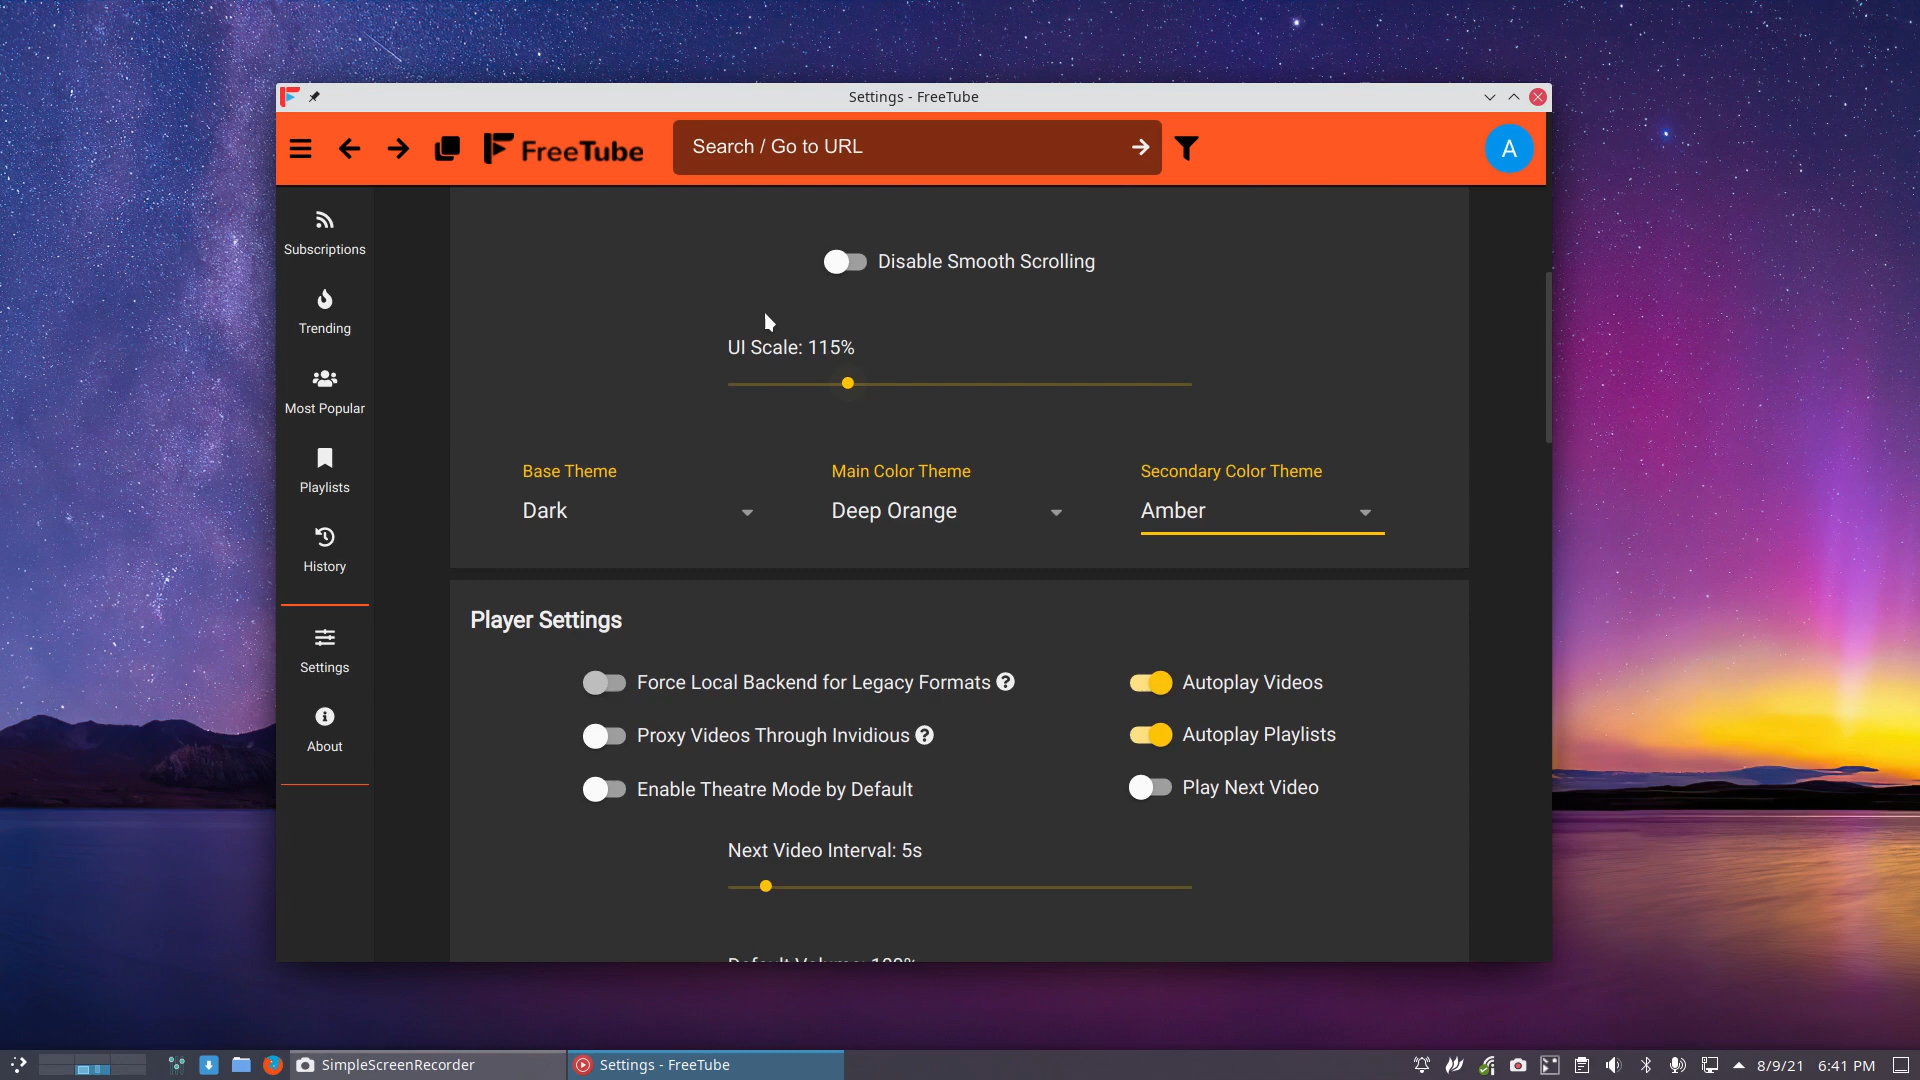 Settings - FreeTube
FreeTube
Search / Go to URL
A
Subscriptions
Trending
Most Popular
Playlists
History
Settings
About
Disable Smooth Scrolling
UI Scale: 115%
Base Theme
Main Color Theme
Secondary Color Theme
Dark
Deep Orange
Amber
Player Settings
Force Local Backend for Legacy Formats
Autoplay Videos
Proxy Videos Through Invidious
Autoplay Playlists
Enable Theatre Mode by Default
Play Next Video
Next Video Interval: 5s
Default Volume: 100%
SimpleScreenRecorder
Settings - FreeTube
8/9/21 6:41 PM